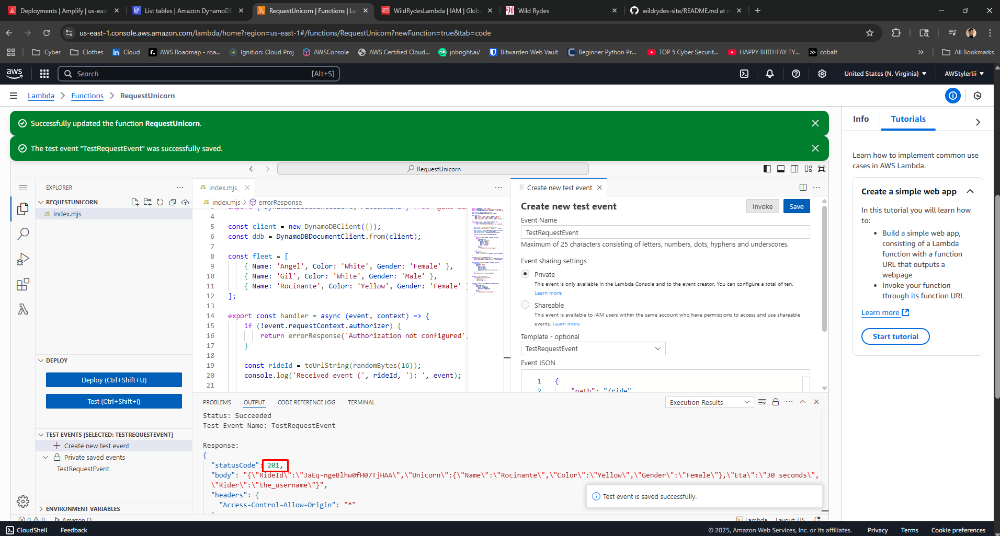 Deployments | Amplify | us-east
List tables | Amazon DynamoDB
RequestUnicorn | Functions | La
WildRydesLambda | IAM | Globa
Wild Rydes
wildrydes-site/README.md at m
us-east-1.console.aws.amazon.com/lambda/home?region=us-east-1#/functions/RequestUnicorn?newFunction=true&tab=code
Cyber
Clothes
Cloud
AWS Roadmap - roa...
Ignition: Cloud Proj
AWSConsole
AWS Certified Cloud...
jobright.ai/
Bitwarden Web Vault
Beginner Python Pr...
TOP 5 Cyber Securit...
HAPPY BIRTHFAY TY...
cobalt
All Bookmarks
aws
Search
[Alt+S]
United States (N. Virginia)
AWStylerlii
Lambda
Functions
RequestUnicorn
Successfully updated the function RequestUnicorn.
The test event "TestRequestEvent" was successfully saved.
Info
Tutorials
Learn how to implement common use
cases in AWS Lambda.
Create a simple web app
In this tutorial you will learn how
to:
• Build a simple web app,
consisting of a Lambda
function with a function
URL that outputs a
webpage
• Invoke your function
through its function URL
Learn more
Start tutorial
RequestUnicorn
EXPLORER
REQUESTUNICORN
JS index.mjs
DEPLOY
Deploy (Ctrl+Shift+U)
Test (Ctrl+Shift+I)
TEST EVENTS [SELECTED: TESTREQUESTEVENT]
Create new test event
Private saved events
TestRequestEvent
ENVIRONMENT VARIABLES
0 0 Amazon Q
JS index.mjs
JS index.mjs > errorResponse
4
5 const client = new DynamoDBClient({});
6 const ddb = DynamoDBDocumentClient.from(client);
7
8 const fleet = [
9 { Name: 'Angel', Color: 'White', Gender: 'Female' },
10 { Name: 'Gil', Color: 'White', Gender: 'Male' },
11 { Name: 'Rocinante', Color: 'Yellow', Gender: 'Female' }
12 ];
13
14 export const handler = async (event, context) => {
15 if (!event.requestContext.authorizer) {
16 return errorResponse('Authorization not configured',
17 }
18
19 const rideId = toUrlString(randomBytes(16));
20 console.log('Received event (', rideId, '): ', event);
21
Create new test event
Create new test event
Invoke
Save
Event Name
TestRequestEvent
Maximum of 25 characters consisting of letters, numbers, dots, hyphens and underscores.
Event sharing settings
Private
This event is only available in the Lambda Console and to the event creator. You can configure a total of ten.
Learn more
Shareable
This event is available to IAM users within the same account who have permissions to access and use shareable
events. Learn more
Template - optional
TestRequestEvent
Event JSON
1 {
2 "path": "/ride"
PROBLEMS
OUTPUT
CODE REFERENCE LOG
TERMINAL
Execution Results
Status: Succeeded
Test Event Name: TestRequestEvent
Response:
{
"statusCode": 201,
"body": "{\"RideId\":\"JaEq-ngeBlhw0fH07TjHAA\",\"Unicorn\":{\"Name\":\"Rocinante\",\"Color\":\"Yellow\",\"Gender\":\"Female\"},\"Eta\":\"30 seconds\",
\"Rider\":\"the_username\"}",
"headers": {
"Access-Control-Allow-Origin": "*"
Test event is saved successfully.
Lambda
Layout: US
CloudShell
Feedback
© 2025, Amazon Web Services, Inc. or its affiliates.
Privacy
Terms
Cookie preferences